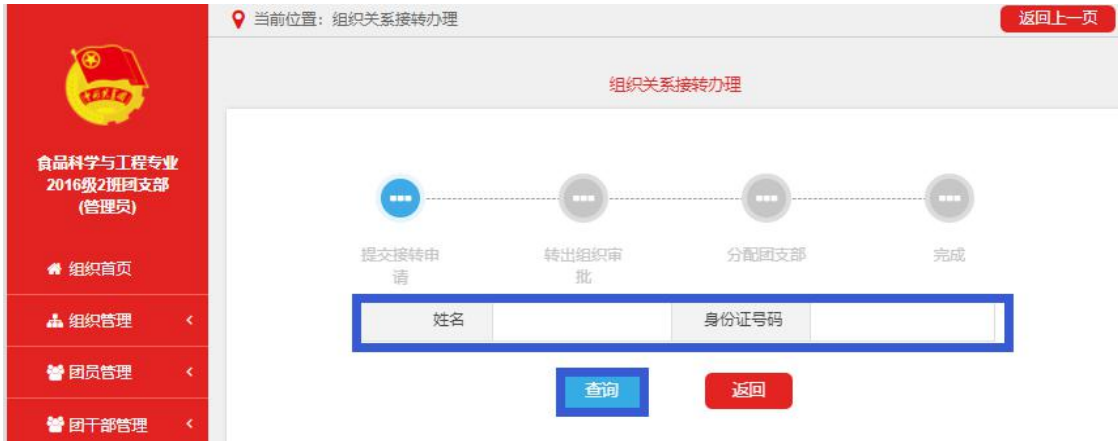 当前位置：组织关系接转办理
返回上一页
组织关系接转办理
食品科学与工程专业
2016级2班团支部
(管理员)
组织首页
组织管理
团员管理
团干部管理
提交接转申
请
转出组织审
批
分配团支部
完成
姓名
身份证号码
查询
返回